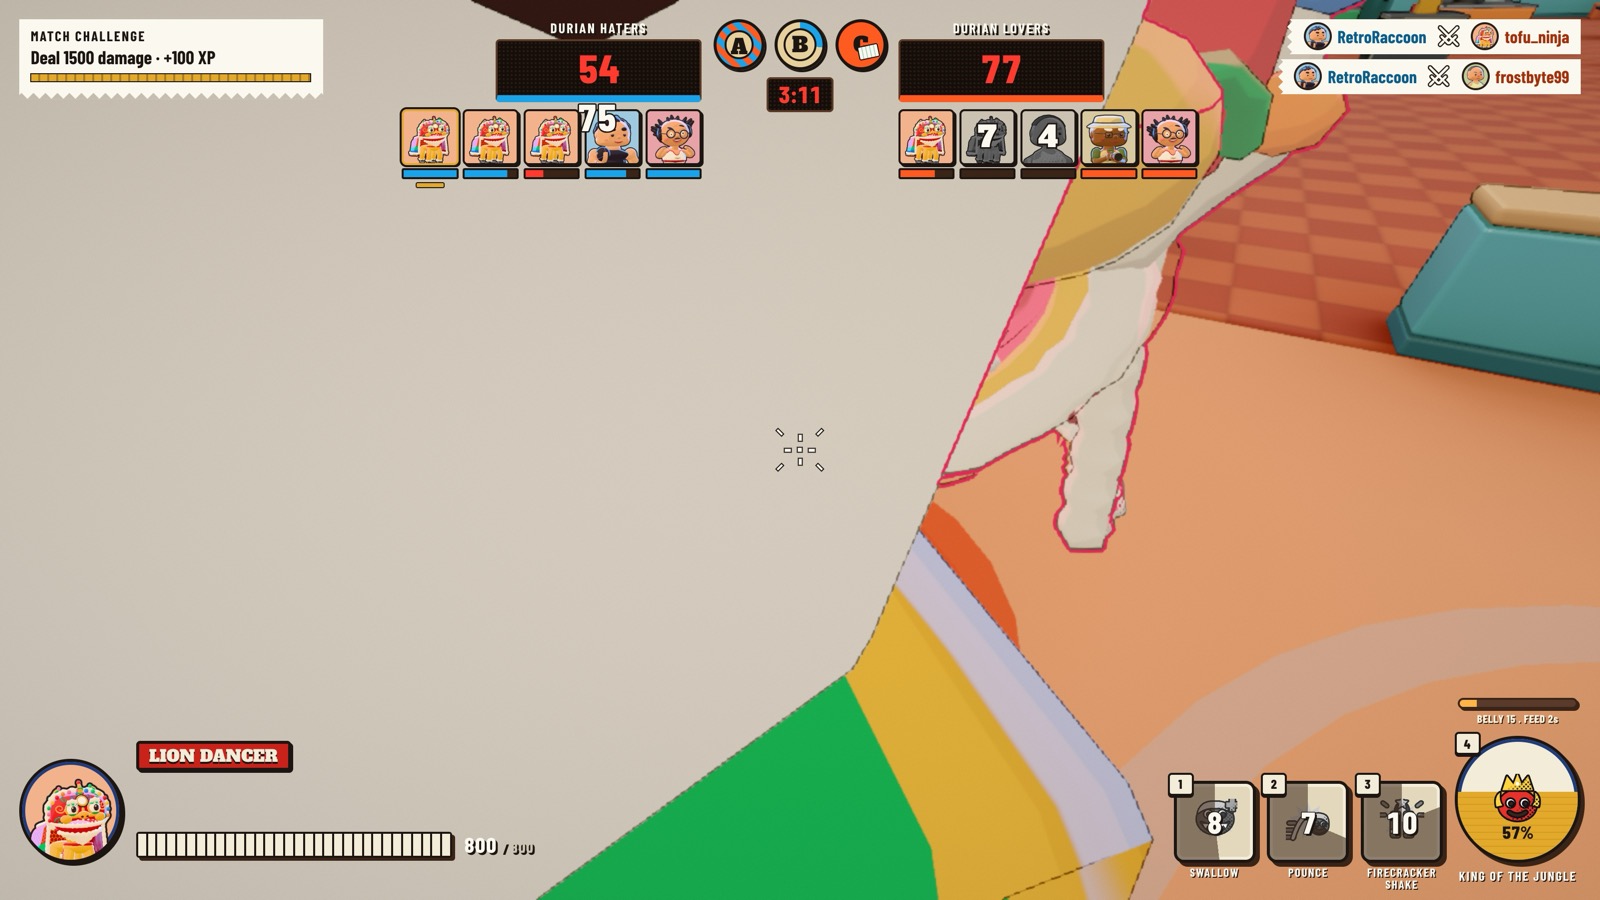 MATCH CHALLENGE
Deal 1500 damage · +100 XP
DURIAN HATERS
54
A
B
C
3:11
DURIAN LOVERS
77
RetroRaccoon
tofu_ninja
RetroRaccoon
frostbyte99
75
7
4
LION DANCER
800 / 800
BELLY 15 . FEED 2s
1
8
SWALLOW
2
7
POUNCE
3
10
FIRECRACKER
SHAKE
4
57%
KING OF THE JUNGLE